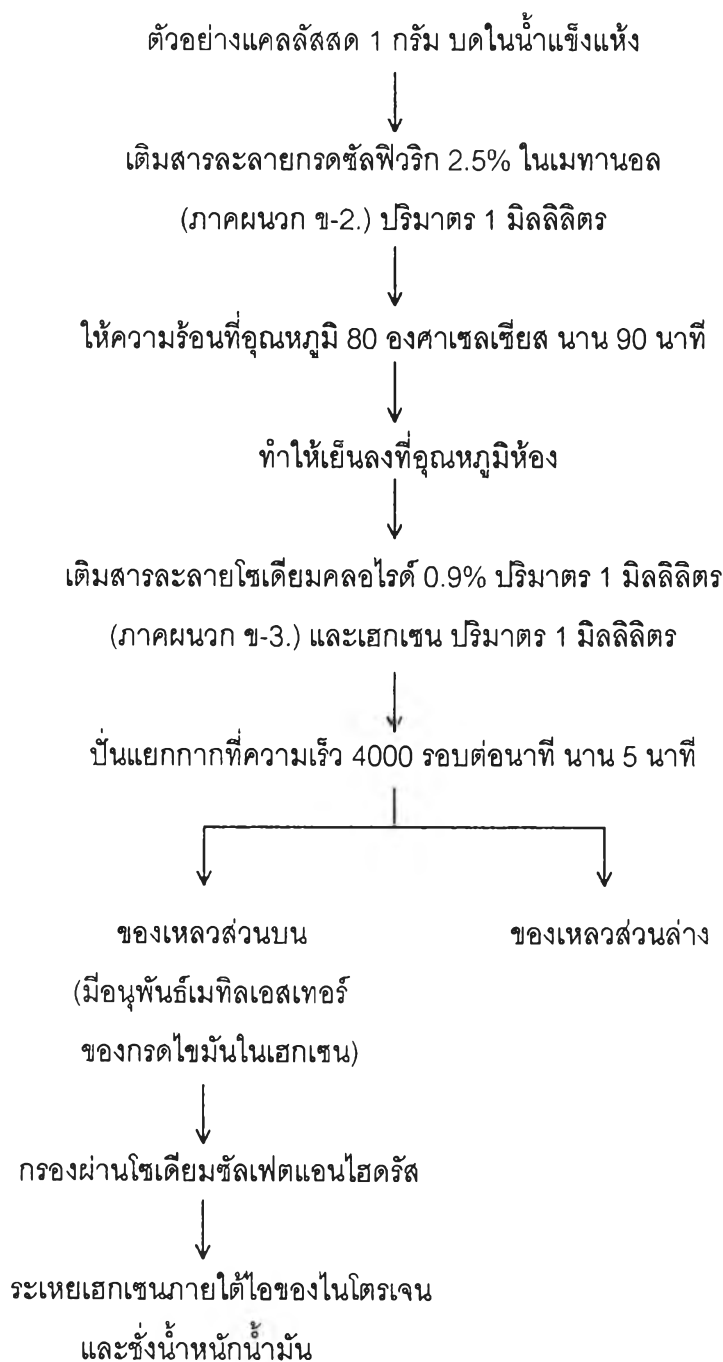 ตัวอย่างแคลลัสสด 1 กรัม บดในน้ำแข็งแห้ง
เติมสารละลายกรดซัลฟิวริก 2.5% ในเมทานอล
(ภาคผนวก ข-2.) ปริมาตร 1 มิลลิลิตร
ให้ความร้อนที่อุณหภูมิ 80 องศาเซลเซียส นาน 90 นาที
ทำให้เย็นลงที่อุณหภูมิห้อง
เติมสารละลายโซเดียมคลอไรด์ 0.9% ปริมาตร 1 มิลลิลิตร
(ภาคผนวก ข-3.) และเฮกเซน ปริมาตร 1 มิลลิลิตร
ปั่นแยกกากที่ความเร็ว 4000 รอบต่อนาที นาน 5 นาที
ของเหลวส่วนบน ของเหลวส่วนล่าง
(มีอนุพันธ์เมทิลเอสเทอร์
ของกรดไขมันในเฮกเซน)
กรองผ่านโซเดียมซัลเฟตแอนไฮดรัส
ระเหยเฮกเซนภายใต้ไอของไนโตรเจน
และชั่งน้ำหนักน้ำมัน